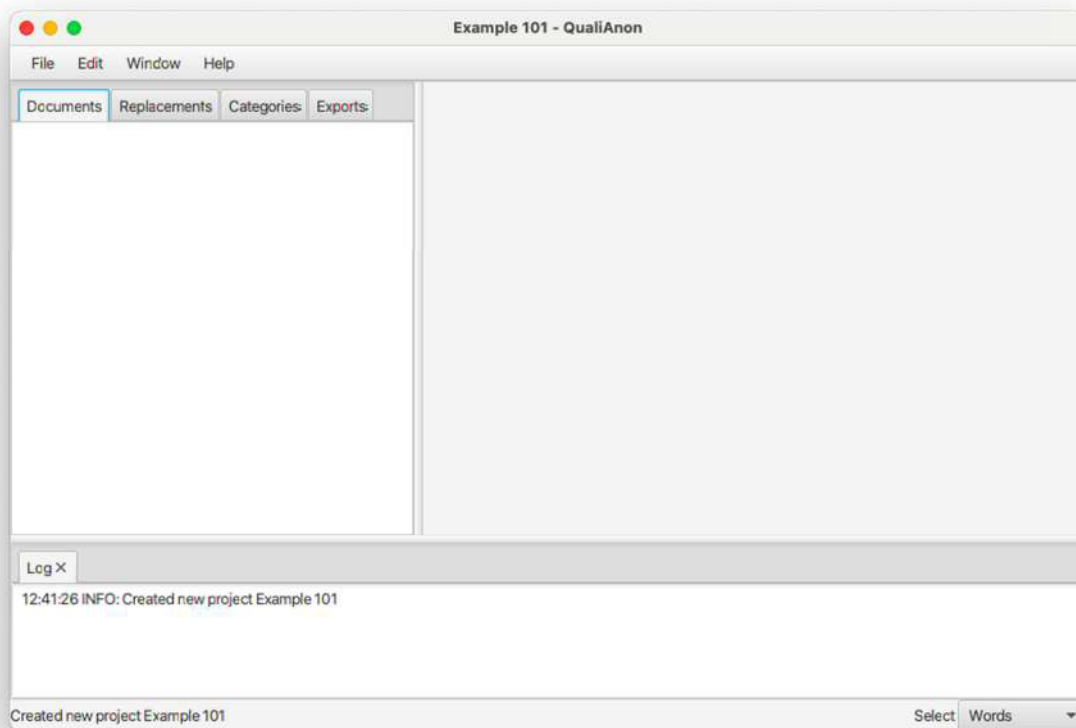 Example 101 - QualiAnon
File Edit Window Help
Documents Replacements Categories Exports
Log ×
12:41:26 INFO: Created new project Example 101
Created new project Example 101 Select Words